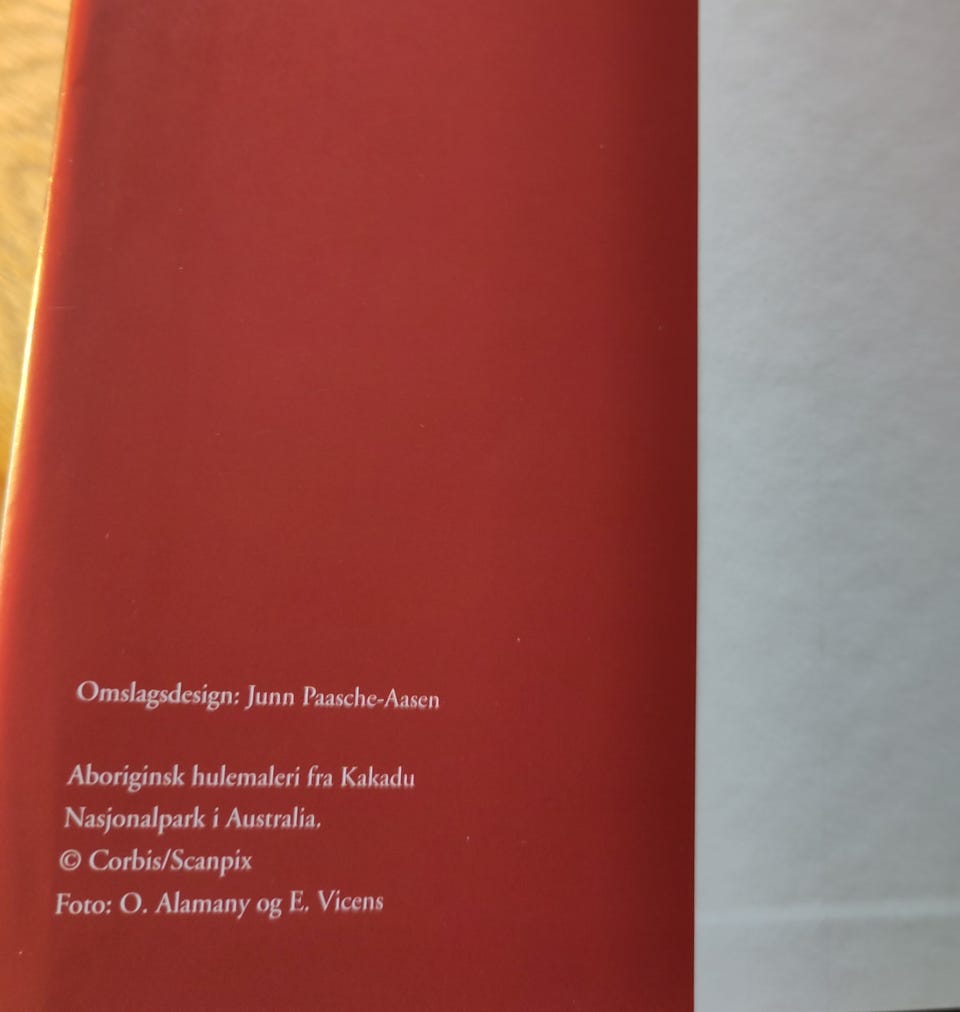 Omslagsdesign: Junn Paasche-Aasen
Aboriginsk hulemaleri fra Kakadu
Nasjonalpark i Australia.
© Corbis/Scanpix
Foto: O. Alamany og E. Vicens